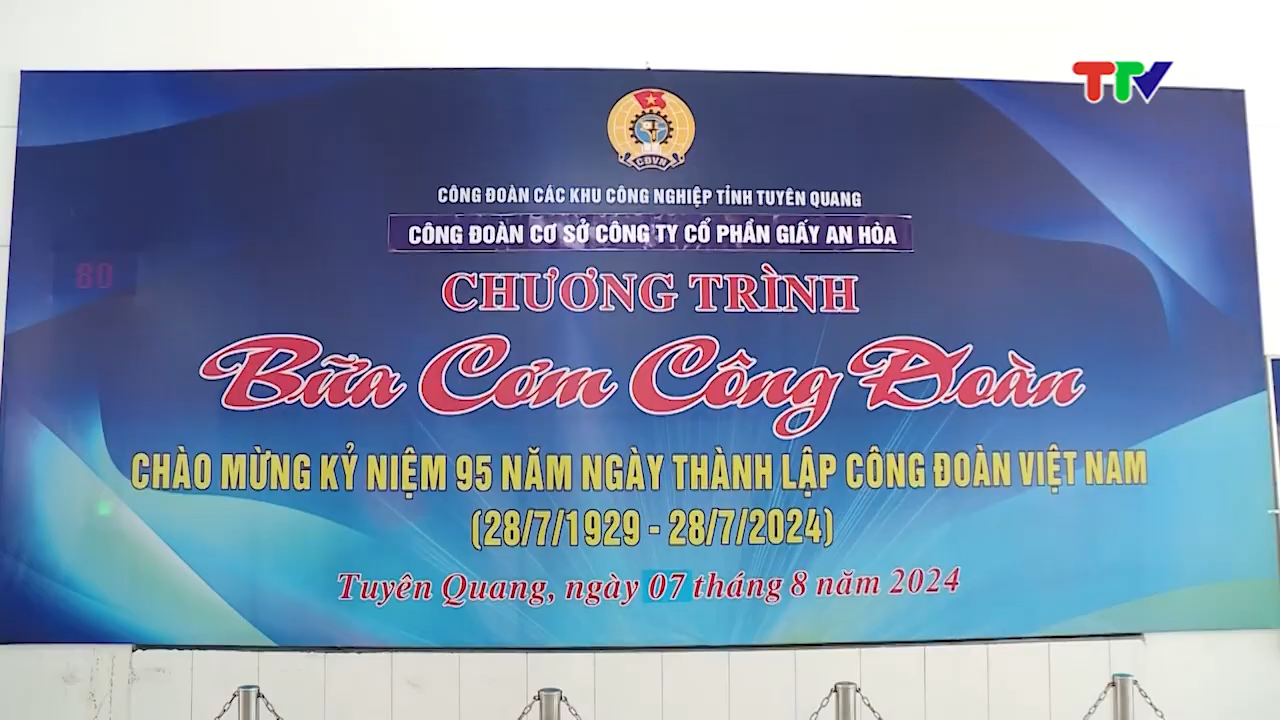 TTV
CĐVN
CÔNG ĐOÀN CÁC KHU CÔNG NGHIỆP TỈNH TUYÊN QUANG
CÔNG ĐOÀN CƠ SỞ CÔNG TY CỔ PHẦN GIẤY AN HÒA
80
CHƯƠNG TRÌNH
Bữa Cơm Công Đoàn
CHÀO MỪNG KỶ NIỆM 95 NĂM NGÀY THÀNH LẬP CÔNG ĐOÀN VIỆT NAM
(28/7/1929 - 28/7/2024)
Tuyên Quang, ngày 07 tháng 8 năm 2024